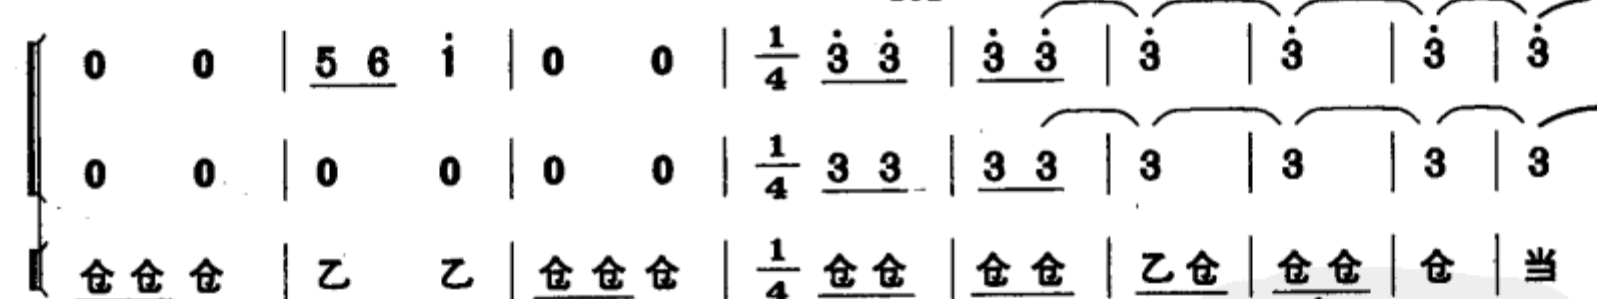 0 0 | 5 6 i̇ | 0 0 | 1/4 3̇ 3̇ | 3̇ 3̇ | 3̇ | 3̇ | 3̇ | 3̇
0 0 | 0 0 | 0 0 | 1/4 3 3 | 3 3 | 3 | 3 | 3 | 3
仓 仓 仓 | 乙 乙 | 仓 仓 仓 | 1/4 仓 仓 | 仓 仓 | 乙 仓 | 仓 仓 | 仓 | 当